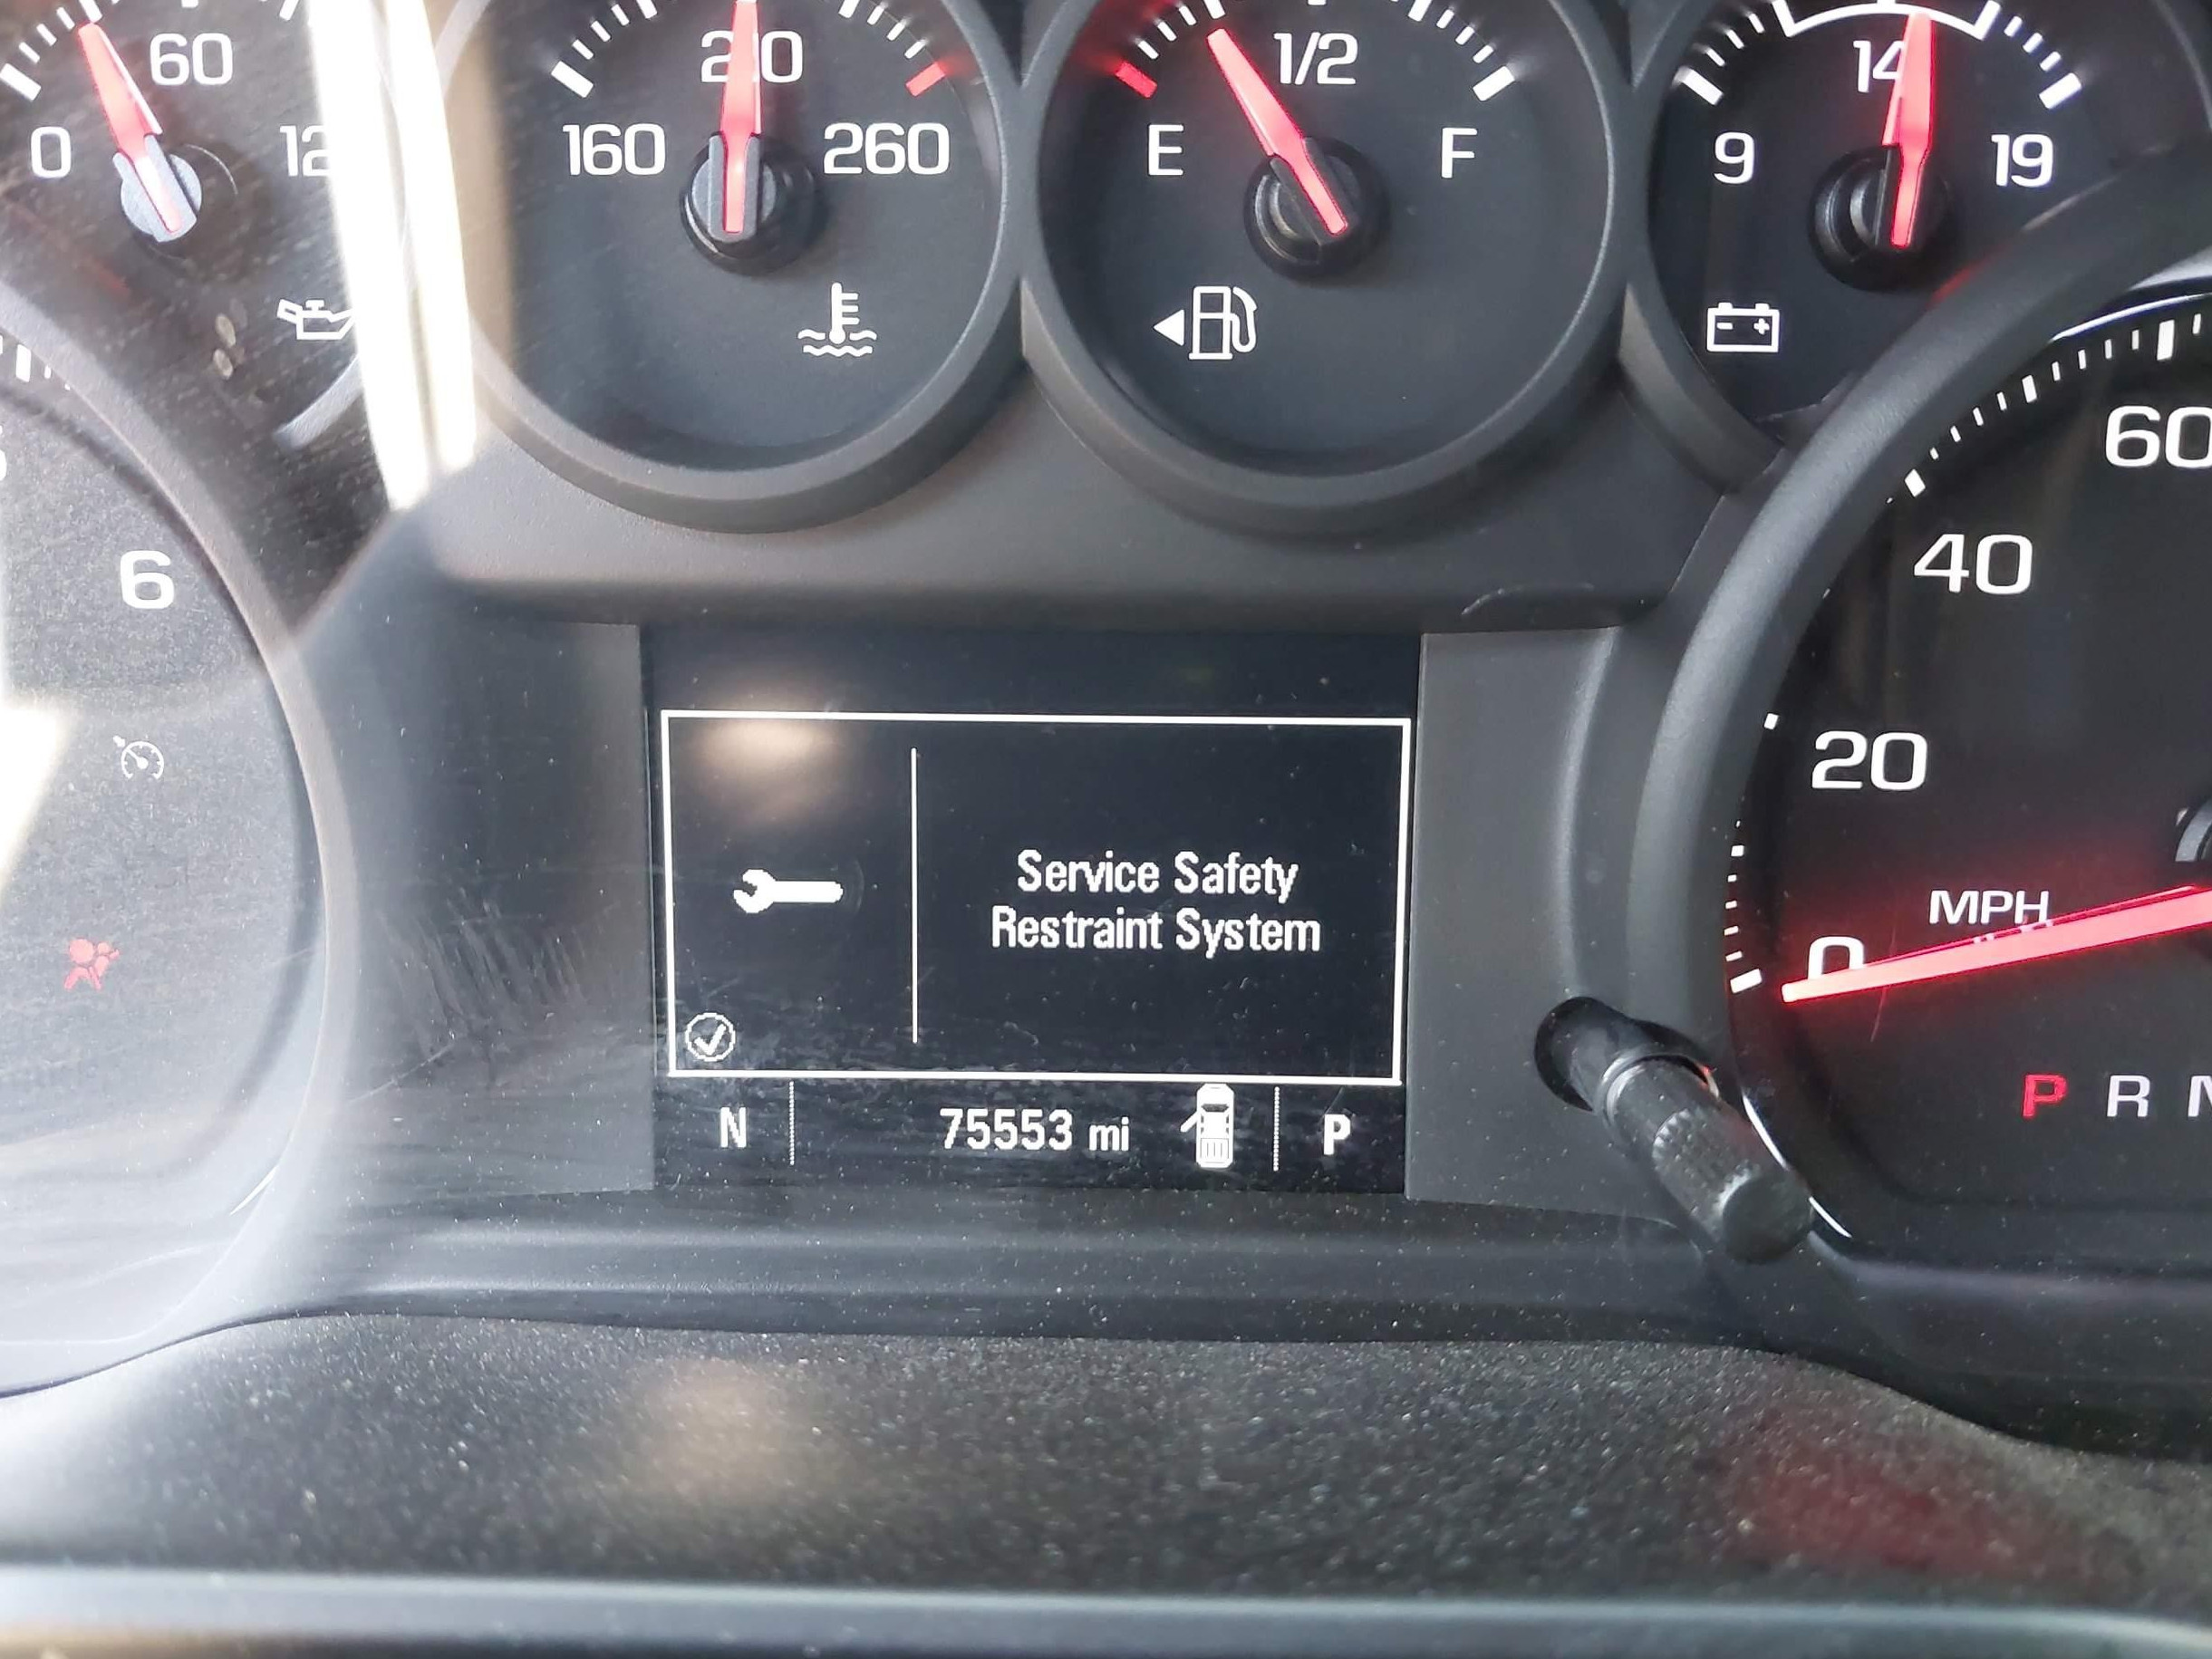 0 60
160 210 260
E 1/2 F
9 14 19
6
60
40
20
MPH
0
Service Safety
Restraint System
N 75553 mi P
P R N